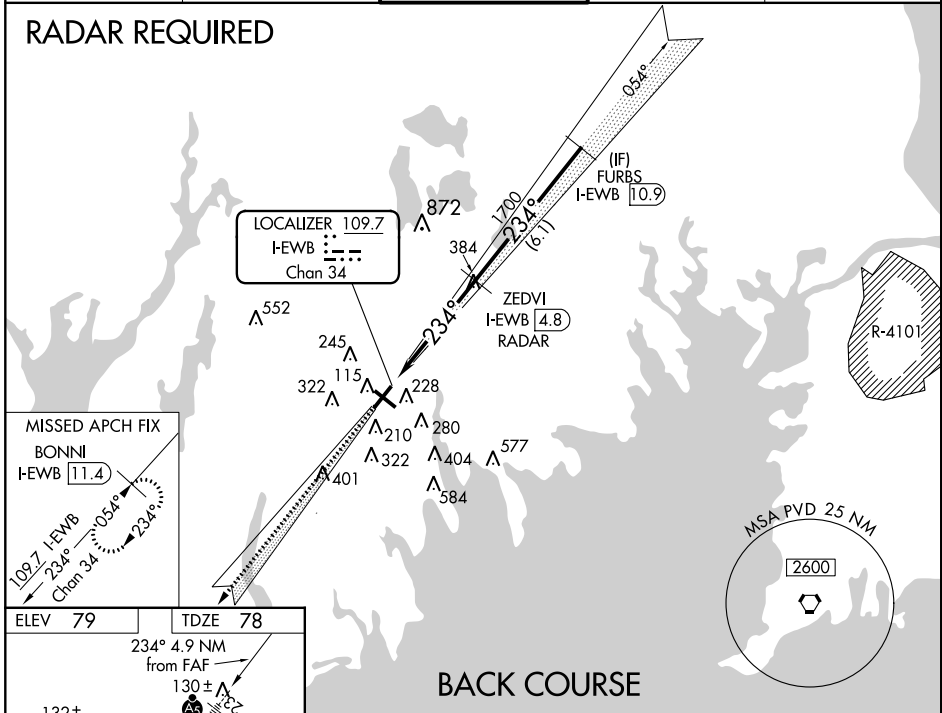 RADAR REQUIRED
054°
(IF)
FURBS
I-EWB 10.9
1700
234°
(6.1)
872
LOCALIZER 109.7
I-EWB
Chan 34
384
ZEDVI
I-EWB 4.8
RADAR
234°
552
R-4101
245
115
322
228
210
280
322
404
577
401
584
MISSED APCH FIX
BONNI
I-EWB 11.4
054°
234°
109.7 I-EWB
234°
Chan 34
MSA PVD 25 NM
2600
ELEV 79
TDZE 78
234° 4.9 NM
from FAF
130±
A5
132±
BACK COURSE